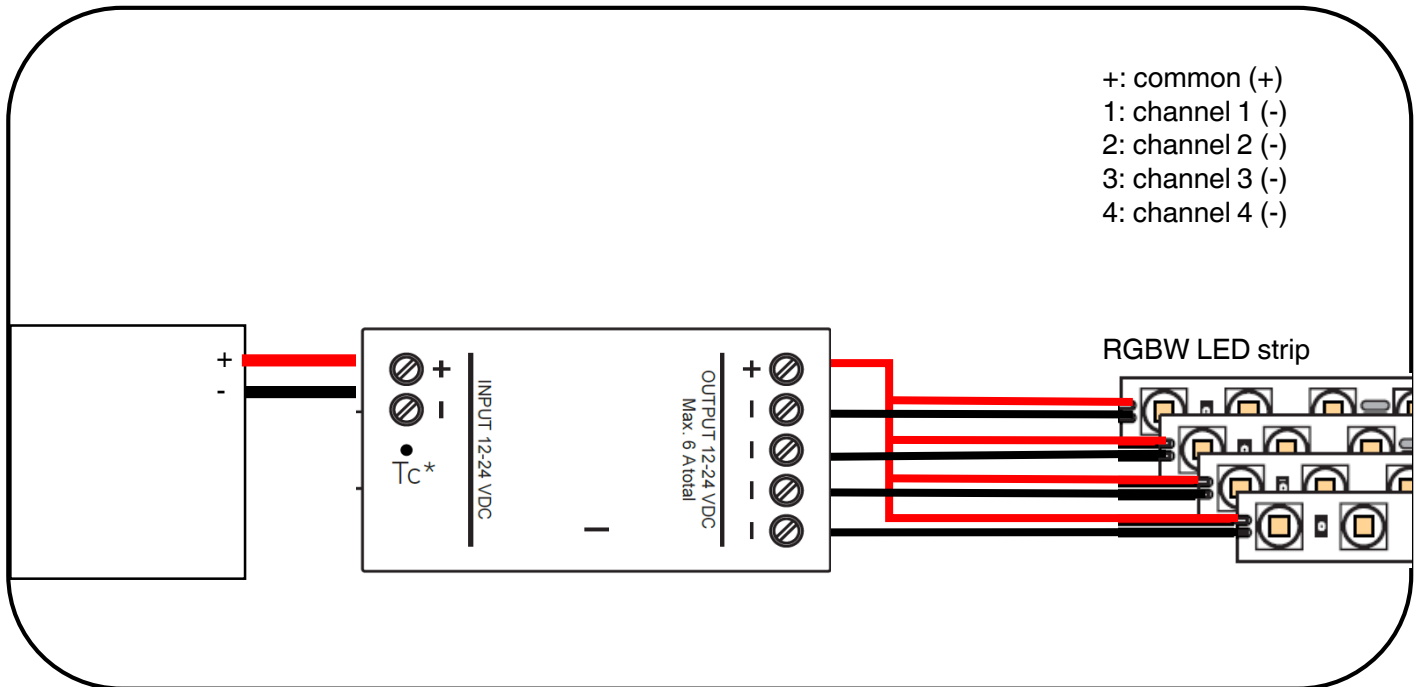 +: common (+)
1: channel 1 (-)
2: channel 2 (-)
3: channel 3 (-)
4: channel 4 (-)
RGBW LED strip
+
-
+
-
INPUT 12-24 VDC
Tc*
OUTPUT 12-24 VDC
Max. 6 A total
+
-
-
-
-